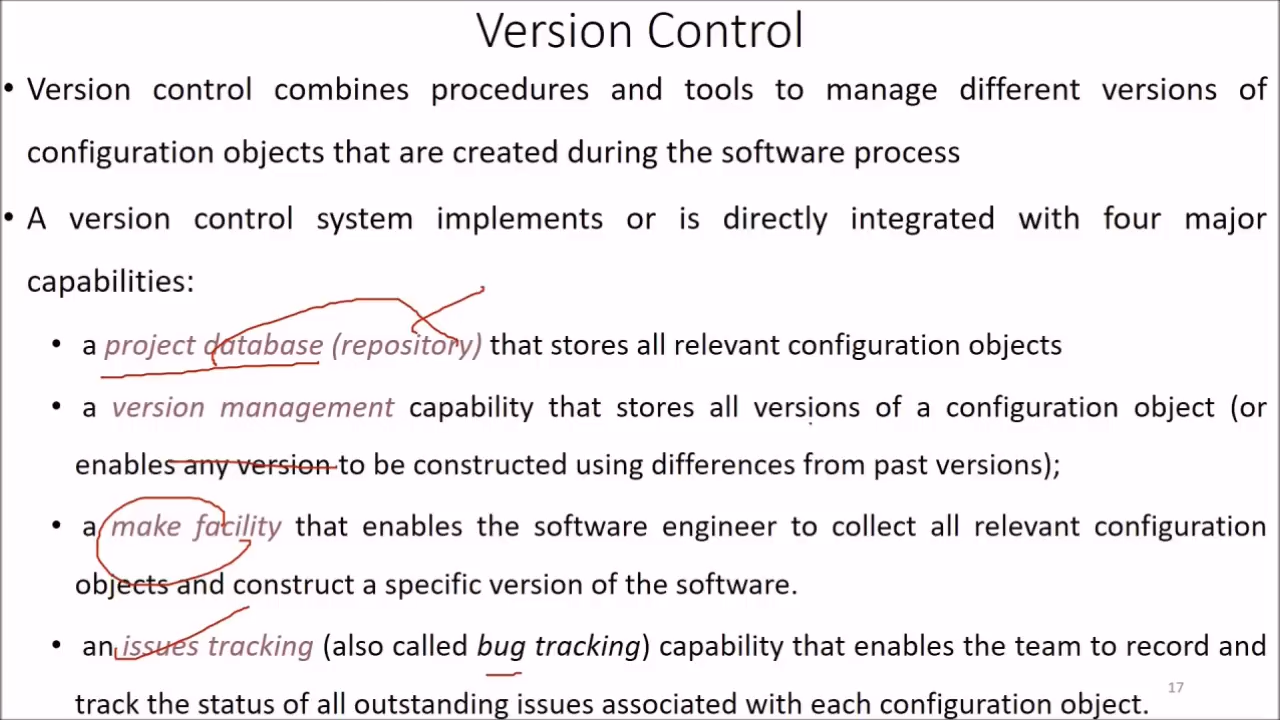 Version Control
• Version control combines procedures and tools to manage different versions of
configuration objects that are created during the software process
• A version control system implements or is directly integrated with four major
capabilities:
• a project database (repository) that stores all relevant configuration objects
• a version management capability that stores all versions of a configuration object (or
enables any version to be constructed using differences from past versions);
• a make facility that enables the software engineer to collect all relevant configuration
objects and construct a specific version of the software.
• an issues tracking (also called bug tracking) capability that enables the team to record and
track the status of all outstanding issues associated with each configuration object.
17